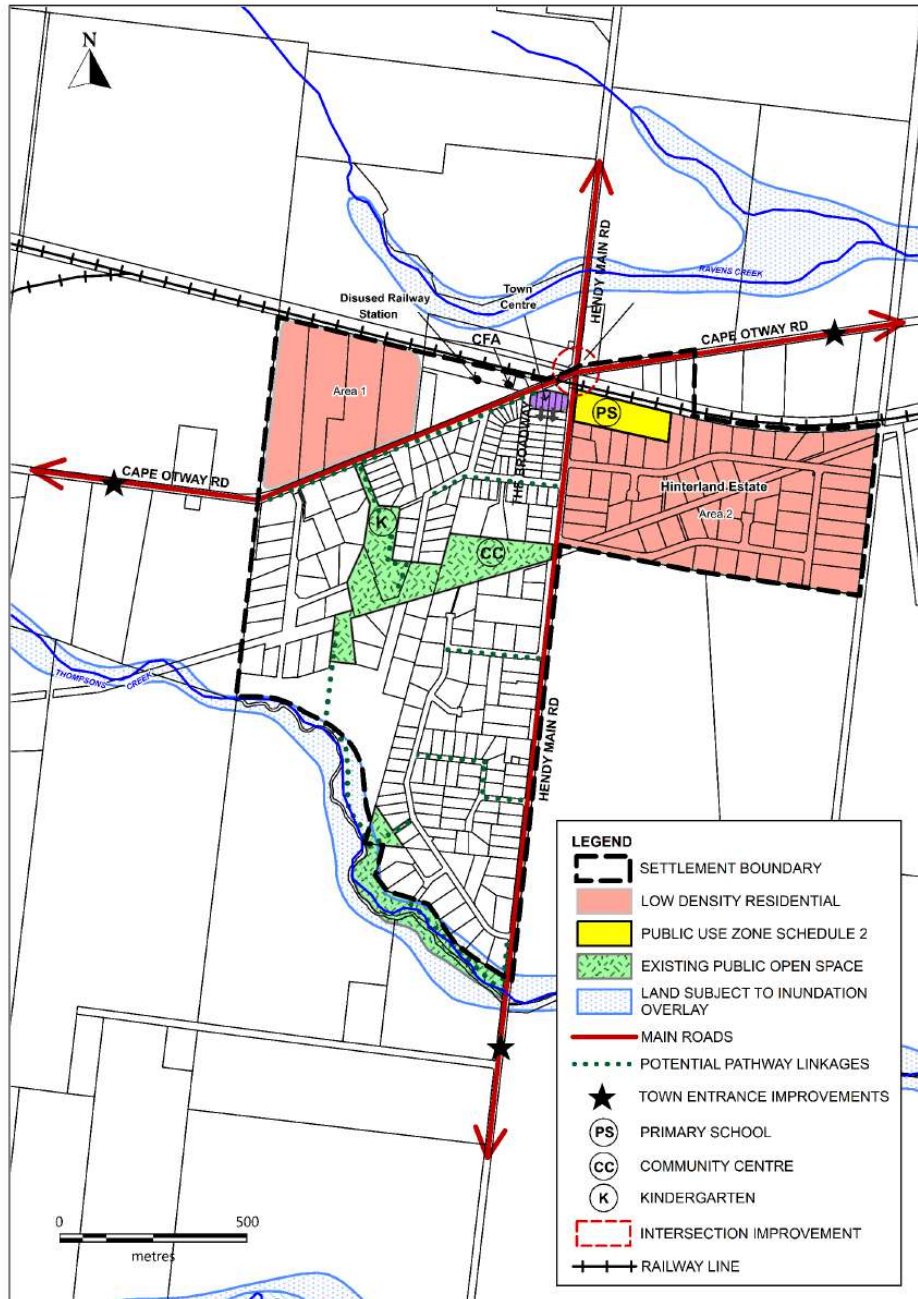 N
HENDY MAIN RD
RAVENS CREEK
Disused Railway
Station
Town
Centre
CFA
CAPE OTWAY RD
Area 1
PS
THE BROADWAY
CAPE OTWAY RD
Hinterland Estate
Area 2
K
CC
THOMPSONS CREEK
HENDY MAIN RD
LEGEND
SETTLEMENT BOUNDARY
LOW DENSITY RESIDENTIAL
PUBLIC USE ZONE SCHEDULE 2
EXISTING PUBLIC OPEN SPACE
LAND SUBJECT TO INUNDATION
OVERLAY
MAIN ROADS
POTENTIAL PATHWAY LINKAGES
TOWN ENTRANCE IMPROVEMENTS
PS PRIMARY SCHOOL
CC COMMUNITY CENTRE
K KINDERGARTEN
INTERSECTION IMPROVEMENT
RAILWAY LINE
0 500
metres